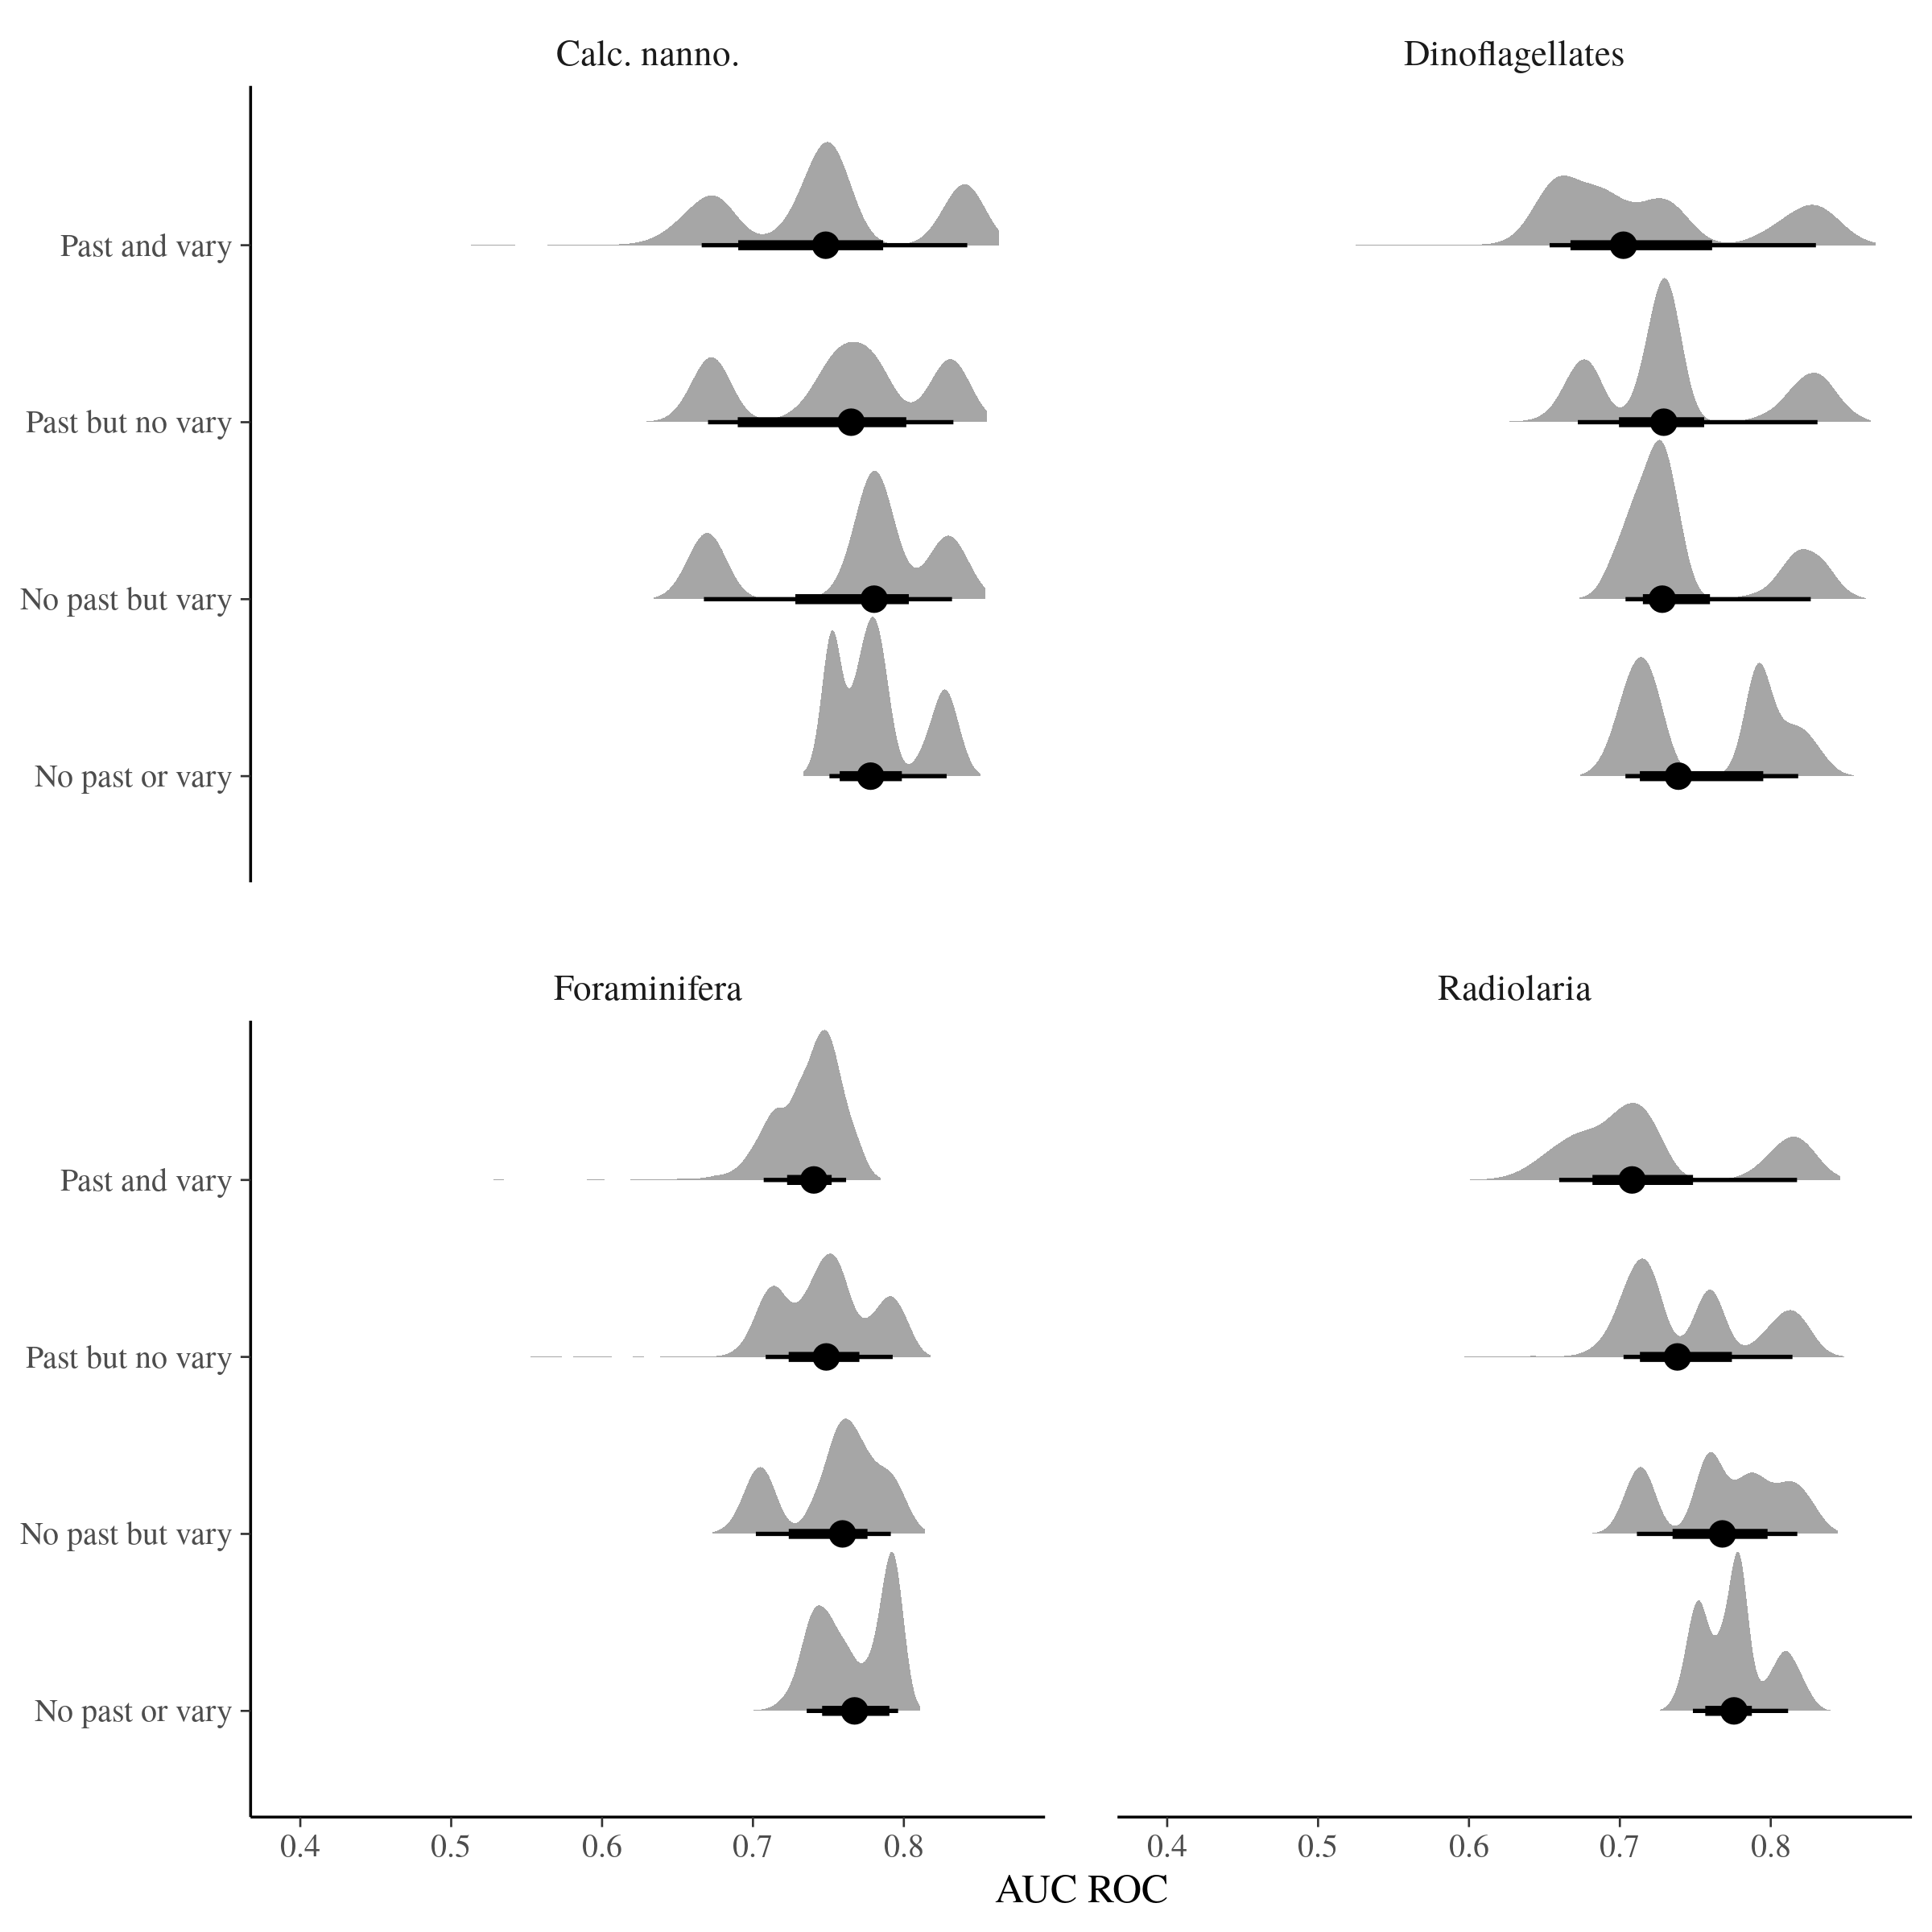 Calc. nanno.
Dinoflagellates
Past and vary
Past but no vary
No past but vary
No past or vary
Foraminifera
Radiolaria
Past and vary
Past but no vary
No past but vary
No past or vary
0.4 0.5 0.6 0.7 0.8 0.4 0.5 0.6 0.7 0.8
AUC ROC